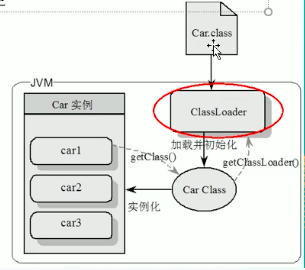 Car.class
JVM
Car 实例
ClassLoader
car1
加载并初始化
getClass()
getClassLoader()
car2
Car Class
实例化
car3